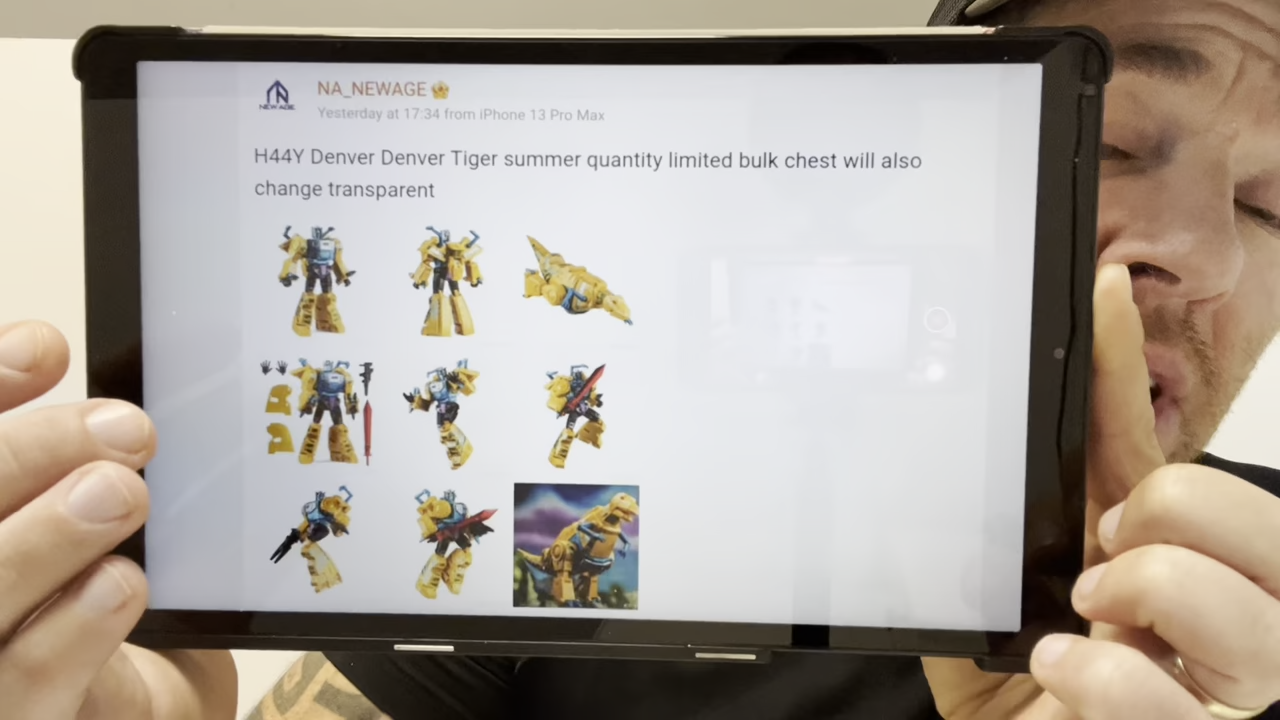 NEWAGE
NA_NEWAGE
Yesterday at 17:34 from iPhone 13 Pro Max
H44Y Denver Denver Tiger summer quantity limited bulk chest will also
change transparent